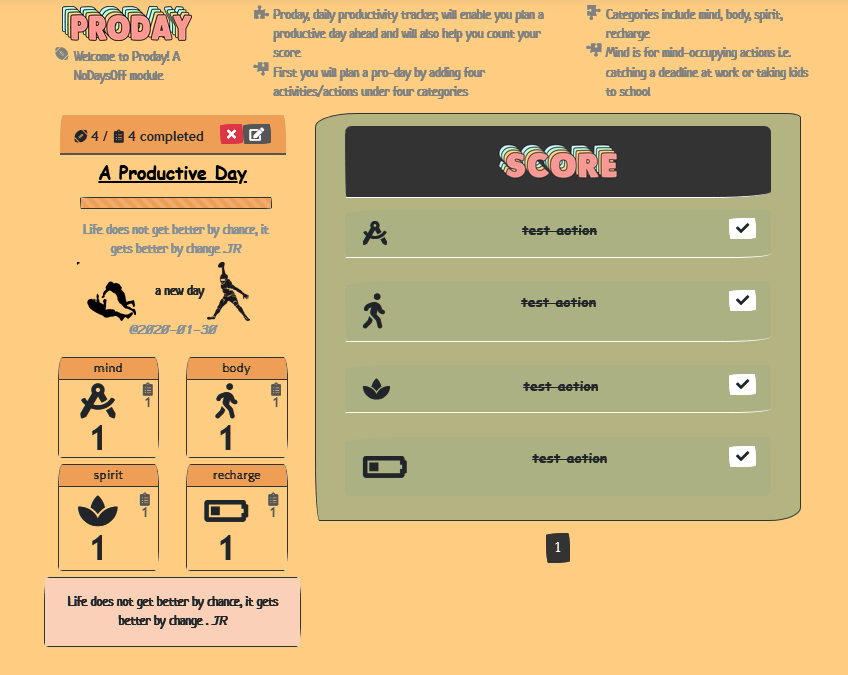 PRODAY
Welcome to Proday! A
NoDaysOff module
Proday, daily productivity tracker, will enable you plan a
productive day ahead and will also help you count your
score
First you will plan a pro-day by adding four
activities/actions under four categories
Categories include mind, body, spirit,
recharge
Mind is for mind-occupying actions i.e.
catching a deadline at work or taking kids
to school
4 / 4 completed
A Productive Day
Life does not get better by chance, it
gets better by change. JR
a new day
@2020-01-30
mind
1
1
body
1
1
spirit
1
1
recharge
1
1
Life does not get better by chance, it gets
better by change. JR
SCORE
test action
test action
test action
test action
1